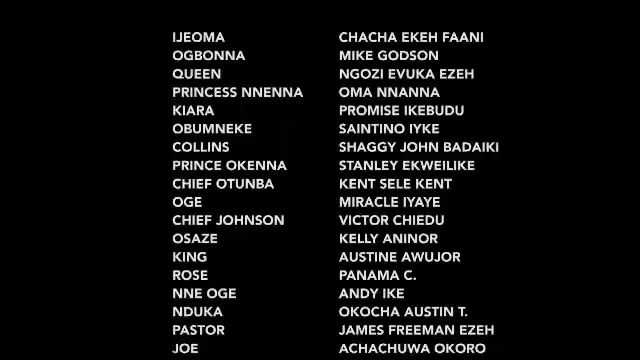 IJEOMA CHACHA EKEH FAANI
OGBONNA MIKE GODSON
QUEEN NGOZI EVUKA EZEH
PRINCESS NNENNA OMA NNANNA
KIARA PROMISE IKEBUDU
OBUMNEKE SAINTINO IYKE
COLLINS SHAGGY JOHN BADAIKI
PRINCE OKENNA STANLEY EKWEILIKE
CHIEF OTUNBA KENT SELE KENT
OGE MIRACLE IYAYE
CHIEF JOHNSON VICTOR CHIEDU
OSAZE KELLY ANINOR
KING AUSTINE AWUJOR
ROSE PANAMA C.
NNE OGE ANDY IKE
NDUKA OKOCHA AUSTIN T.
PASTOR JAMES FREEMAN EZEH
JOE ACHACHUWA OKORO